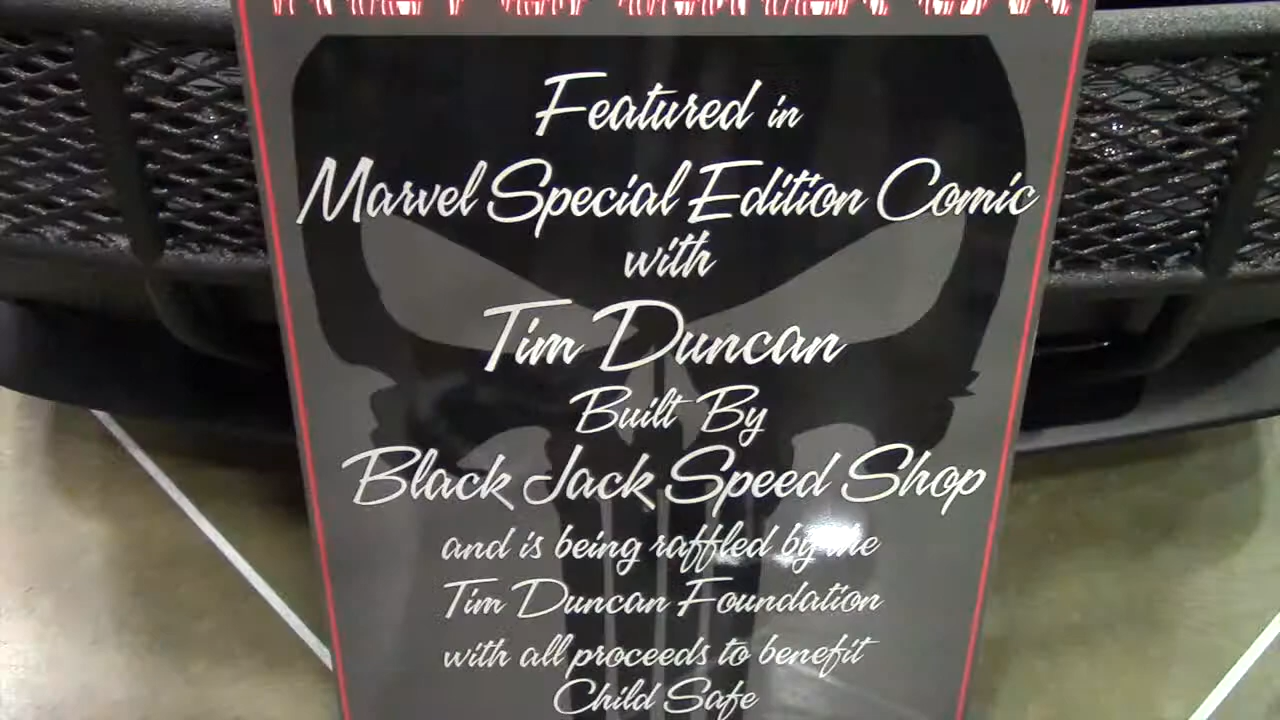 Featured in
Marvel Special Edition Comic
with
Tim Duncan
Built By
Black Jack Speed Shop
and is being raffled by the
Tim Duncan Foundation
with all proceeds to benefit
Child Safe